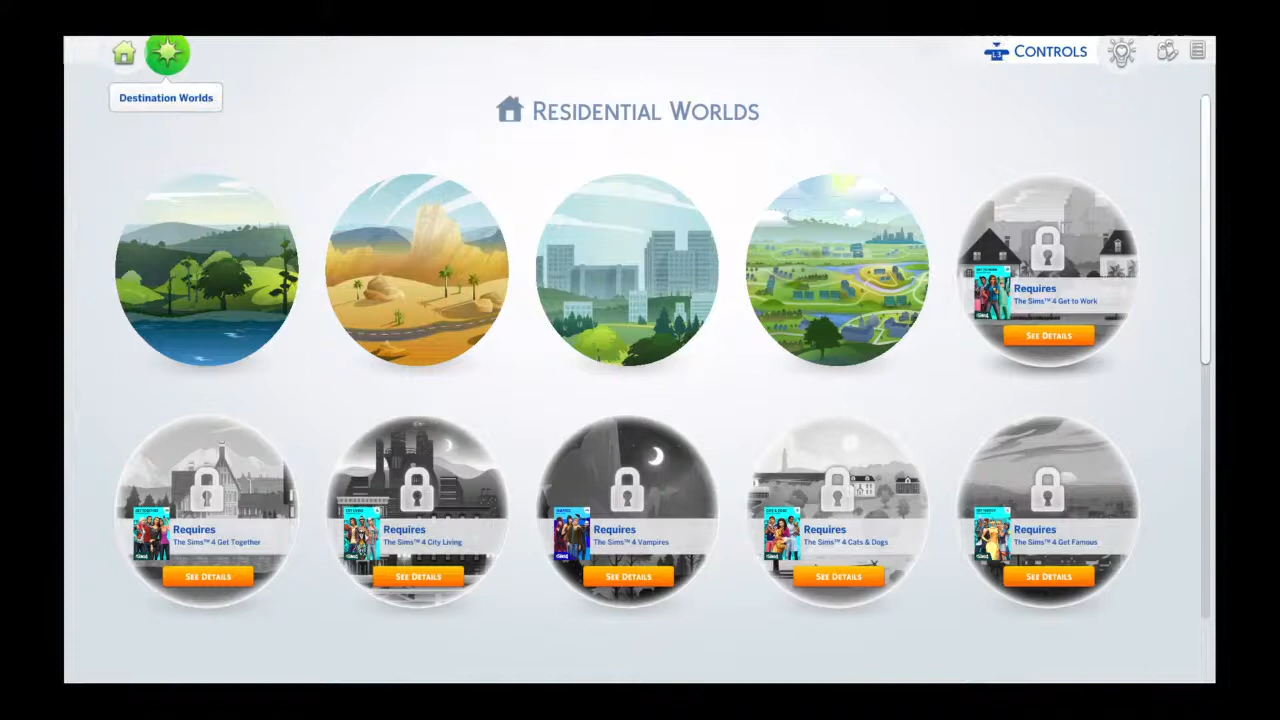 L3 CONTROLS
Destination Worlds
RESIDENTIAL WORLDS
Requires
The Sims™ 4 Get to Work
SEE DETAILS
Requires
The Sims™ 4 Get Together
SEE DETAILS
Requires
The Sims™ 4 City Living
SEE DETAILS
Requires
The Sims™ 4 Vampires
SEE DETAILS
Requires
The Sims™ 4 Cats & Dogs
SEE DETAILS
Requires
The Sims™ 4 Get Famous
SEE DETAILS